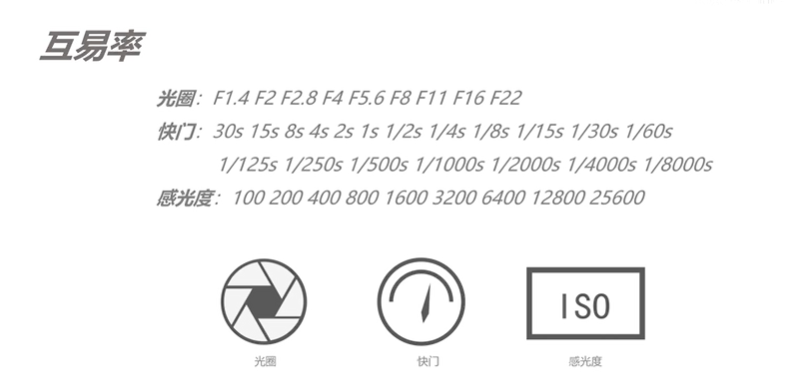 互易率
光圈：F1.4 F2 F2.8 F4 F5.6 F8 F11 F16 F22
快门：30s 15s 8s 4s 2s 1s 1/2s 1/4s 1/8s 1/15s 1/30s 1/60s
1/125s 1/250s 1/500s 1/1000s 1/2000s 1/4000s 1/8000s
感光度：100 200 400 800 1600 3200 6400 12800 25600
ISO
光圈 快门 感光度